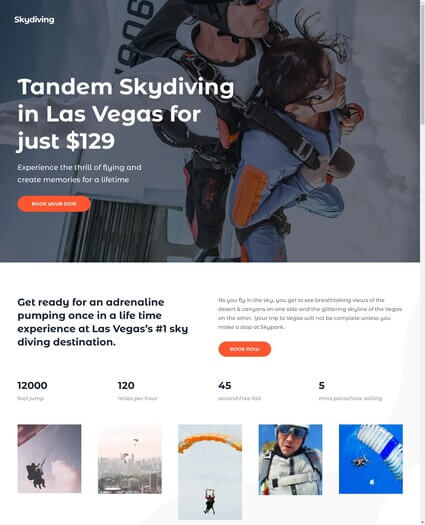 Skydiving
Tandem Skydiving
in Las Vegas for
just $129
Experience the thrill of flying and
create memories for a lifetime
BOOK YOUR DIVE
Get ready for an adrenaline
pumping once in a life time
experience at Las Vegas's #1 sky
diving destination.
As you fly in the sky, you get to see breathtaking views of the
desert & canyons on one side and the glittering skyline of the Vegas
on the other. Your trip to Vegas will not be complete unless you
make a stop at Skypark.
BOOK NOW
12000
feet jump
120
miles per hour
45
second free fall
5
mins parachute sailing